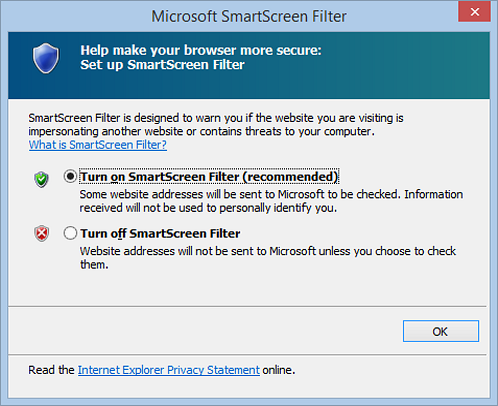 Microsoft SmartScreen Filter
Help make your browser more secure:
Set up SmartScreen Filter
SmartScreen Filter is designed to warn you if the website you are visiting is
impersonating another website or contains threats to your computer.
What is SmartScreen Filter?
Turn on SmartScreen Filter (recommended)
Some website addresses will be sent to Microsoft to be checked. Information
received will not be used to personally identify you.
Turn off SmartScreen Filter
Website addresses will not be sent to Microsoft unless you choose to check
them.
OK
Read the Internet Explorer Privacy Statement online.